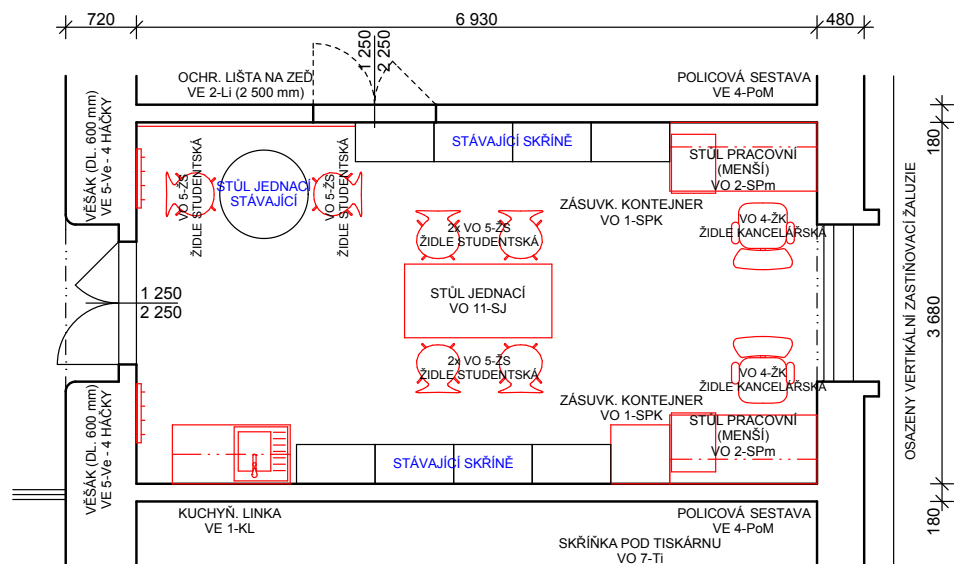 720
6 930
480
1 250
2 250
OCHR. LIŠTA NA ZEĎ
VE 2-Li (2 500 mm)
POLICOVÁ SESTAVA
VE 4-PoM
VĚŠÁK (DL. 600 mm)
VE 5-Ve - 4 HÁČKY
180
STÁVAJÍCÍ SKŘÍNĚ
STŮL PRACOVNÍ
(MENŠÍ)
VO 2-SPm
VO 5-ŽS
ŽIDLE STUDENTSKÁ
STŮL JEDNACÍ
STÁVAJÍCÍ
VO 5-ŽS
ŽIDLE STUDENTSKÁ
ZÁSUVK. KONTEJNER
VO 1-SPK
2x VO 5-ŽS
ŽIDLE STUDENTSKÁ
VO 4-ŽK
ŽIDLE KANCELÁŘSKÁ
1 250
2 250
STŮL JEDNACÍ
VO 11-SJ
3 680
OSAZENY VERTIKÁLNÍ ZASTIŇOVACÍ ŽALUZIE
2x VO 5-ŽS
ŽIDLE STUDENTSKÁ
VO 4-ŽK
ŽIDLE KANCELÁŘSKÁ
ZÁSUVK. KONTEJNER
VO 1-SPK
VĚŠÁK (DL. 600 mm)
VE 5-Ve - 4 HÁČKY
STÁVAJÍCÍ SKŘÍNĚ
STŮL PRACOVNÍ
(MENŠÍ)
VO 2-SPm
180
KUCHYŇ. LINKA
VE 1-KL
POLICOVÁ SESTAVA
VE 4-PoM
SKŘÍŇKA POD TISKÁRNU
VO 7-Ti